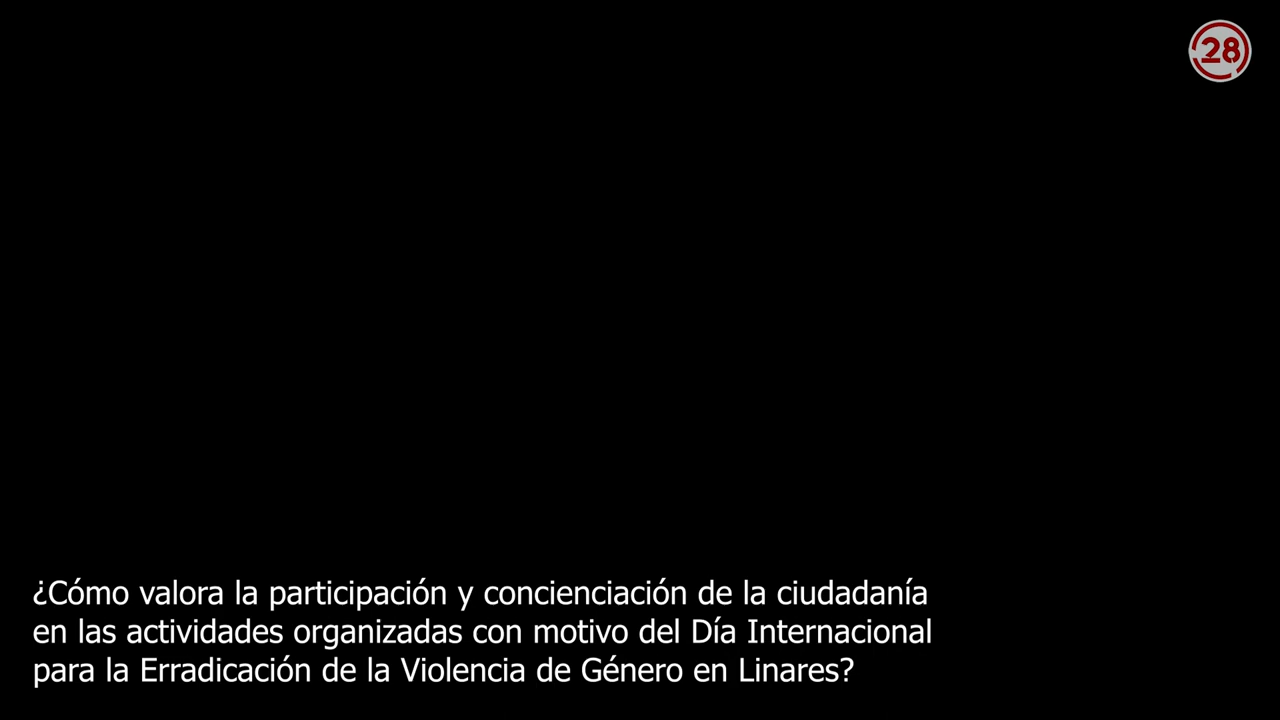 28
¿Cómo valora la participación y concienciación de la ciudadanía
en las actividades organizadas con motivo del Día Internacional
para la Erradicación de la Violencia de Género en Linares?